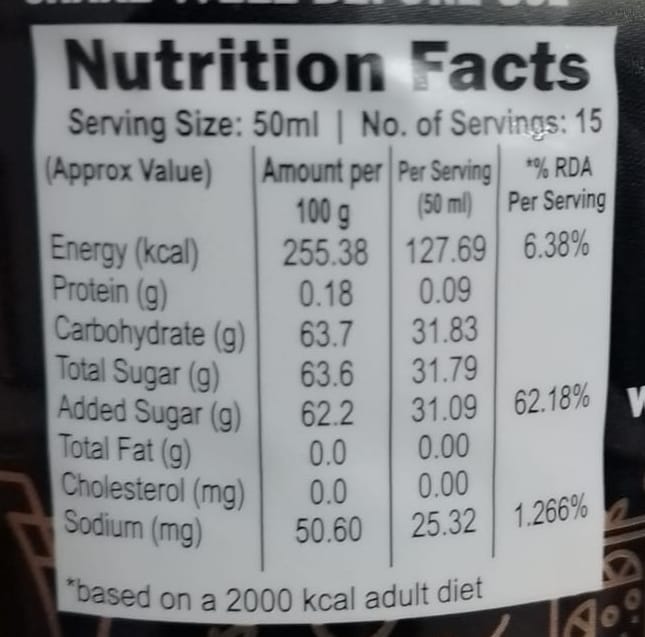 Nutrition Facts
Serving Size: 50ml | No. of Servings: 15
(Approx Value) Amount per 100 g Per Serving (50 ml) *% RDA Per Serving
Energy (kcal) 255.38 127.69 6.38%
Protein (g) 0.18 0.09
Carbohydrate (g) 63.7 31.83
Total Sugar (g) 63.6 31.79
Added Sugar (g) 62.2 31.09 62.18%
Total Fat (g) 0.0 0.00
Cholesterol (mg) 0.0 0.00
Sodium (mg) 50.60 25.32 1.266%
*based on a 2000 kcal adult diet